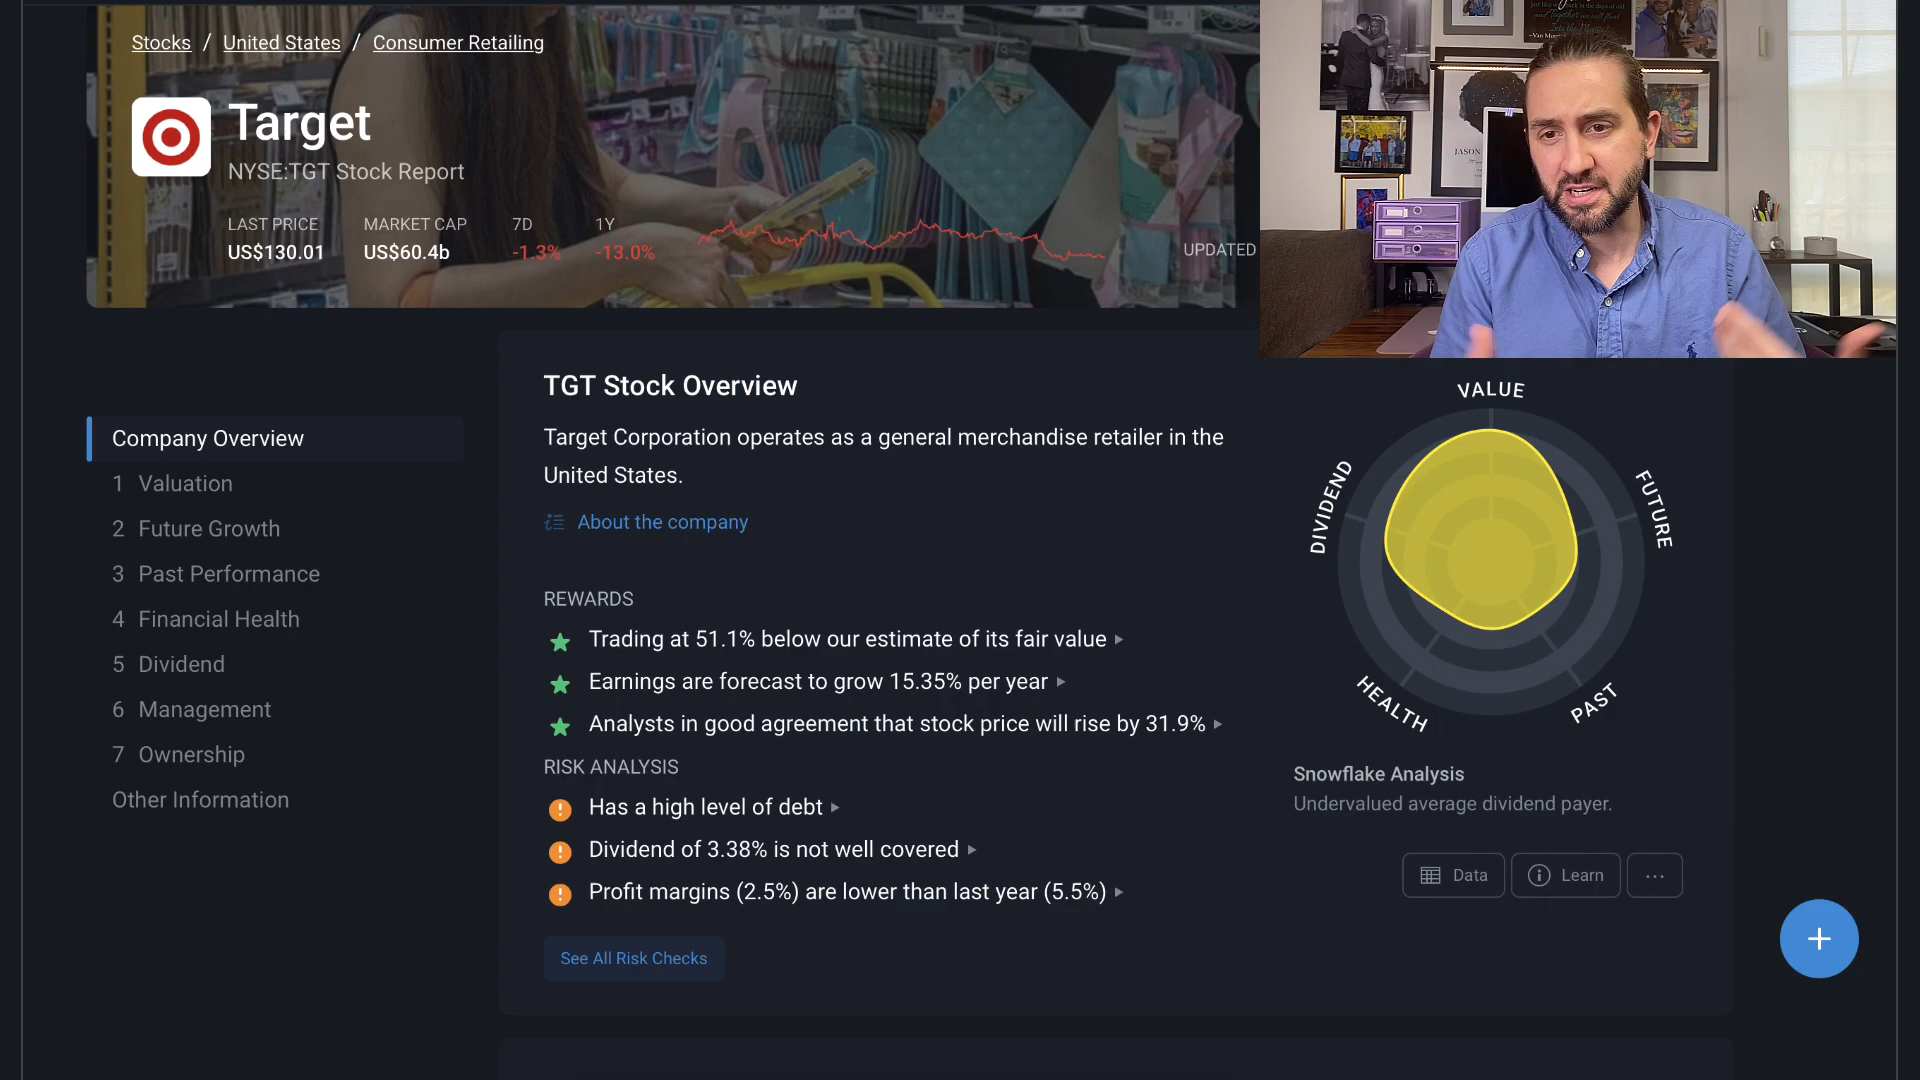 Stocks / United States / Consumer Retailing
Target
NYSE:TGT Stock Report
LAST PRICE MARKET CAP 7D 1Y
US$130.01 US$60.4b -1.3% -13.0%
UPDATED
JASON
Company Overview
1 Valuation
2 Future Growth
3 Past Performance
4 Financial Health
5 Dividend
6 Management
7 Ownership
Other Information
TGT Stock Overview
Target Corporation operates as a general merchandise retailer in the
United States.
About the company
REWARDS
Trading at 51.1% below our estimate of its fair value
Earnings are forecast to grow 15.35% per year
Analysts in good agreement that stock price will rise by 31.9%
RISK ANALYSIS
Has a high level of debt
Dividend of 3.38% is not well covered
Profit margins (2.5%) are lower than last year (5.5%)
See All Risk Checks
VALUE
FUTURE
PAST
HEALTH
DIVIDEND
Snowflake Analysis
Undervalued average dividend payer.
Data
Learn